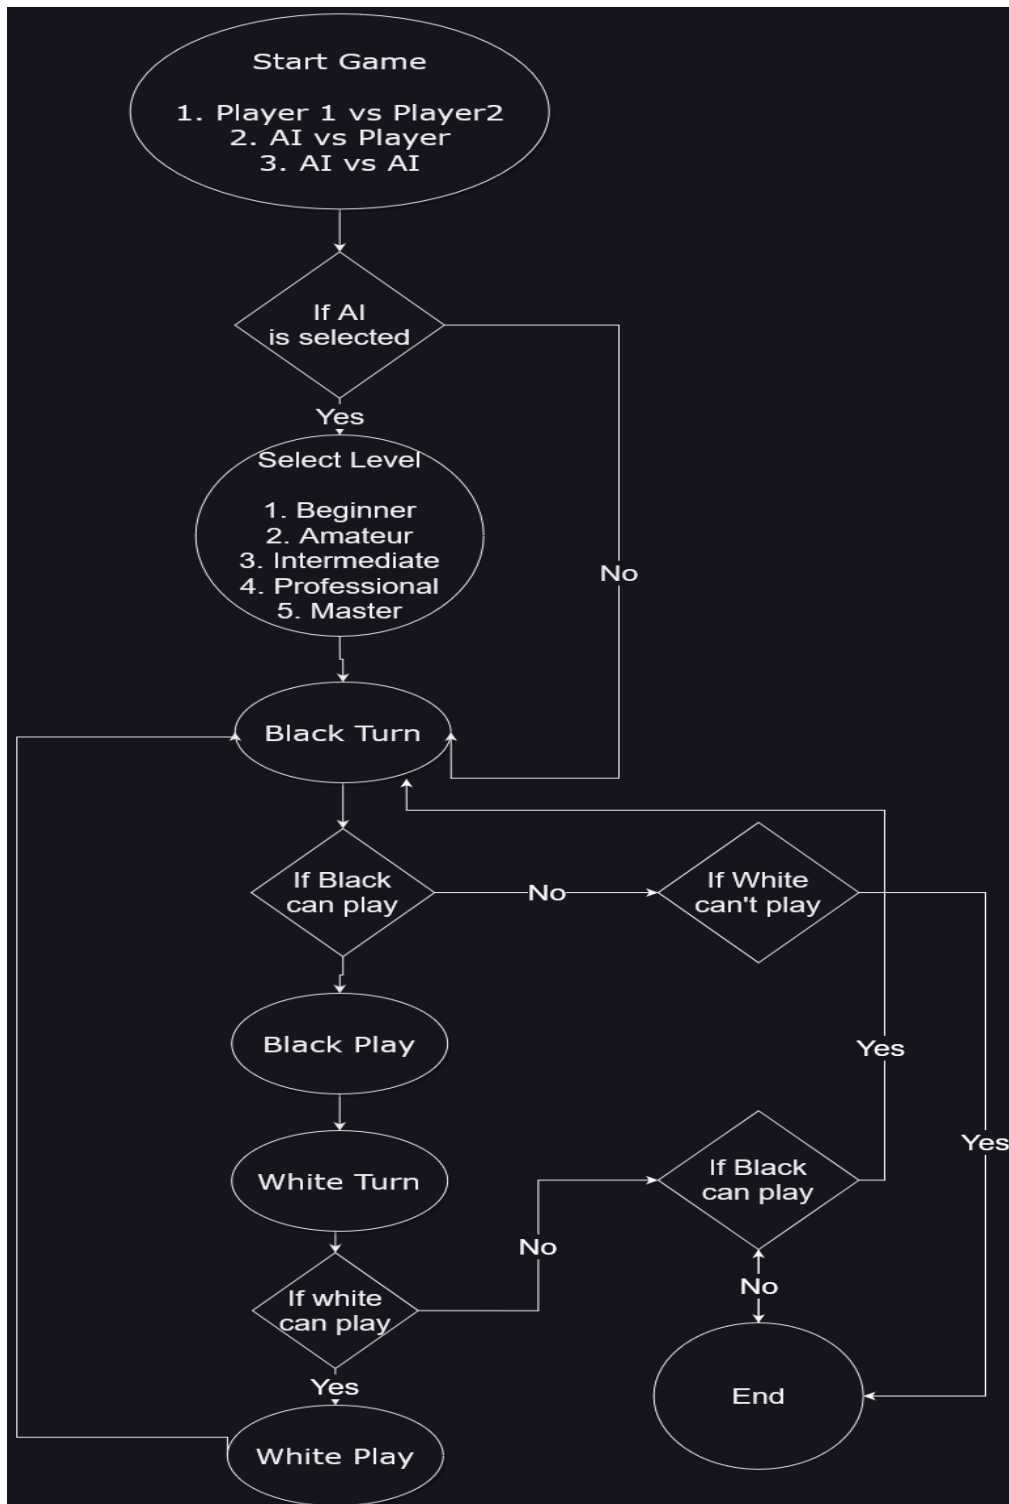 Start Game
1. Player 1 vs Player2
2. AI vs Player
3. AI vs AI
If AI
is selected
Yes
Select Level
1. Beginner
2. Amateur
3. Intermediate
4. Professional
5. Master
No
Black Turn
If Black
can play
No
If White
can't play
Black Play
Yes
Yes
White Turn
If Black
can play
No
If white
can play
No
Yes
End
White Play